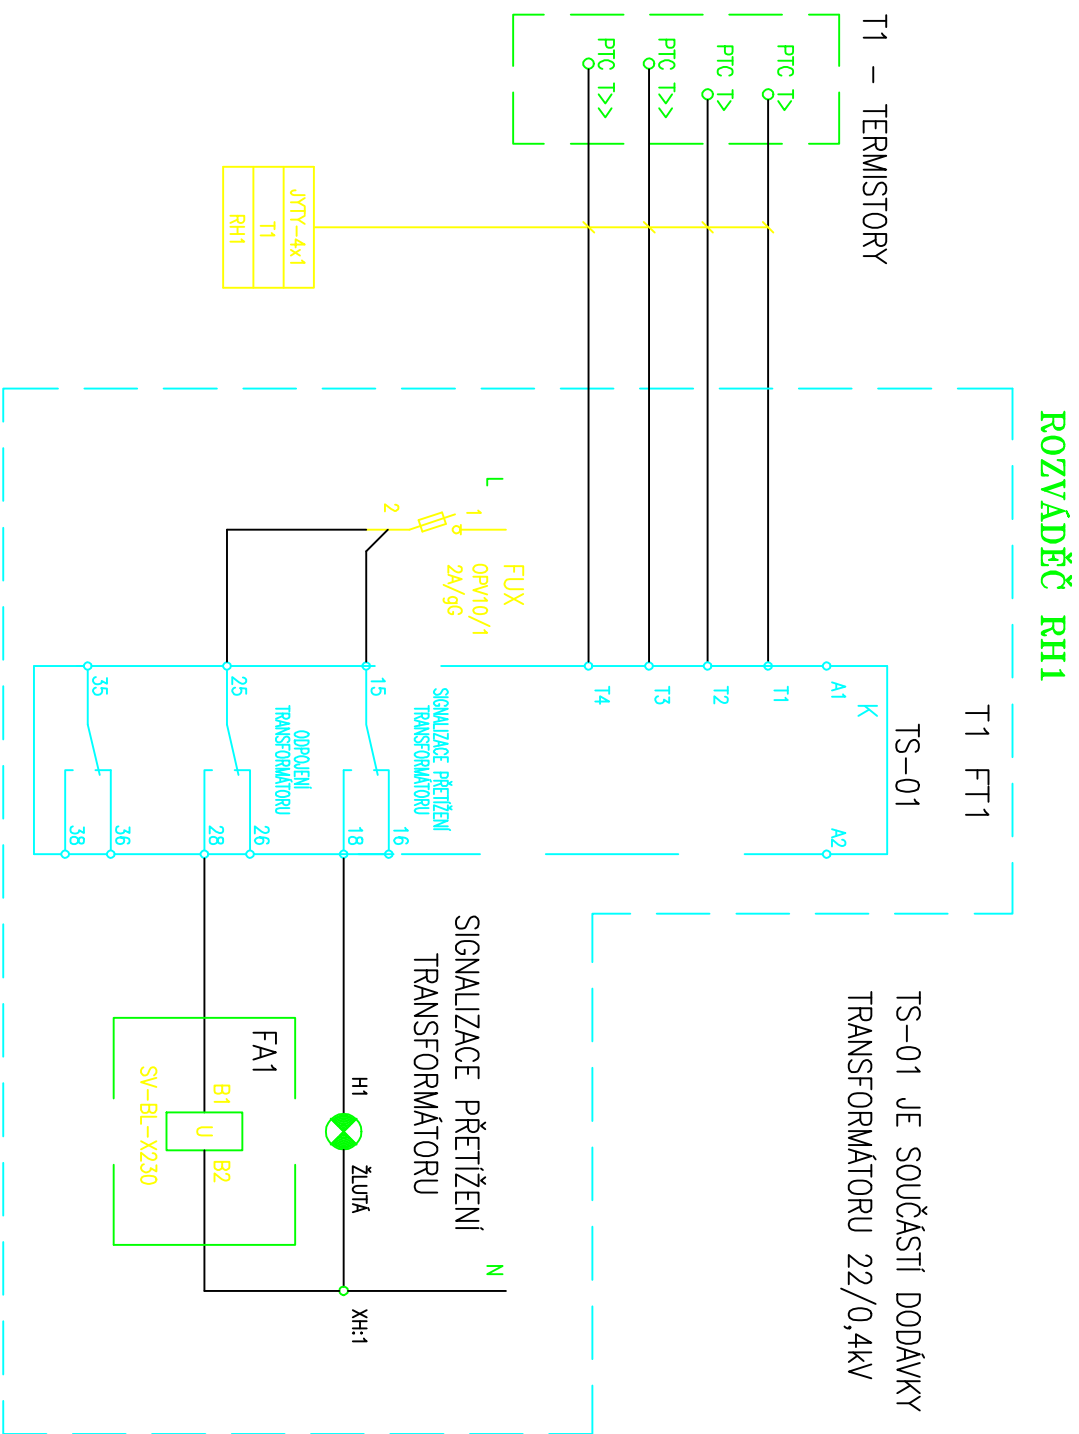 ROZVÁDĚČ RH1
T1 - TERMISTORY
PTC T>
PTC T>
PTC T>>
PTC T>>
JYTY-4x1
T1
RH1
T1 FT1
TS-01
K
A1
A2
T1
T2
T3
T4
TS-01 JE SOUČÁSTÍ DODÁVKY
TRANSFORMÁTORU 22/0,4kV
L
1
2
FUX
OPV10/1
2A/gG
SIGNALIZACE PŘETÍŽENÍ
TRANSFORMÁTORU
15
16
18
ODPOJENÍ
TRANSFORMÁTORU
25
26
28
35
36
38
SIGNALIZACE PŘETÍŽENÍ
TRANSFORMÁTORU
N
H1
ŽLUTÁ
XH:1
FA1
B1
U
B2
SV-BL-X230